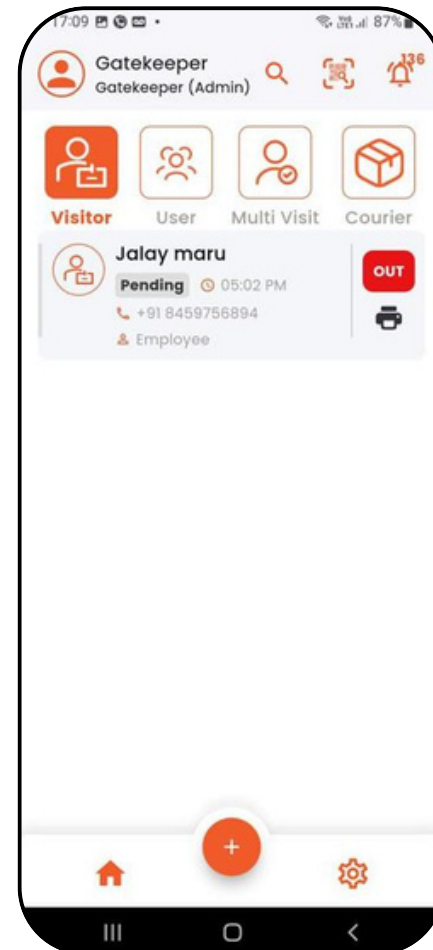 17:09 87%
Gatekeeper
Gatekeeper (Admin)
136
Visitor User Multi Visit Courier
Jalay maru
Pending 05:02 PM
OUT
+91 8459756894
Employee
+